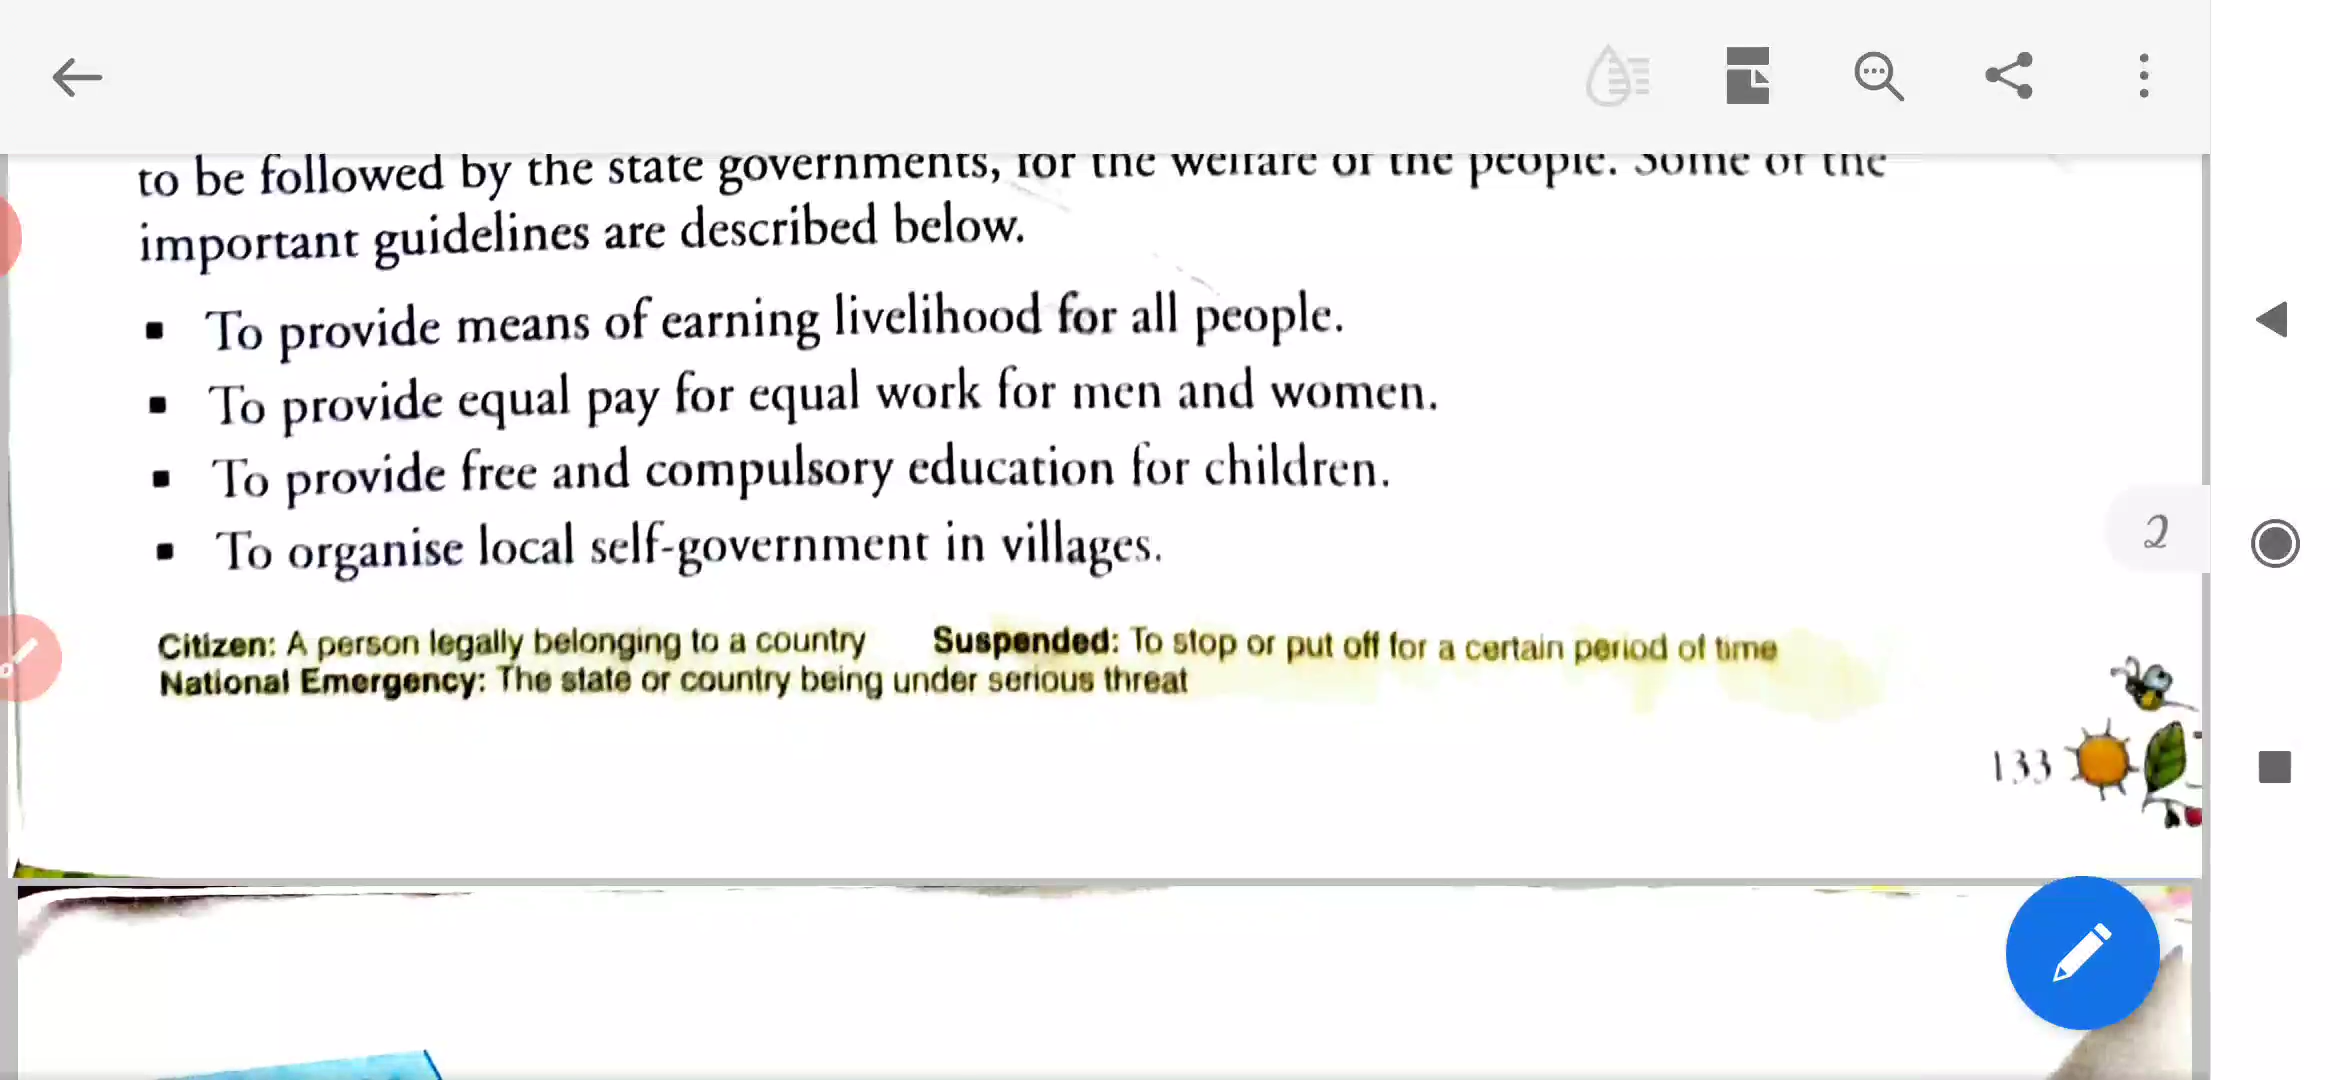 to be followed by the state governments, for the welfare of the people. Some of the
important guidelines are described below.
▪ To provide means of earning livelihood for all people.
▪ To provide equal pay for equal work for men and women.
▪ To provide free and compulsory education for children.
▪ To organise local self-government in villages.
2
Citizen: A person legally belonging to a country Suspended: To stop or put off for a certain period of time
National Emergency: The state or country being under serious threat
133